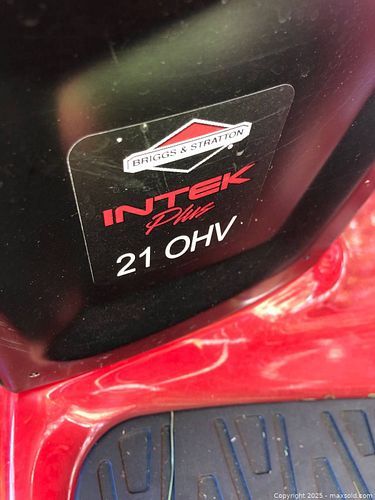 BRIGGS & STRATTON
INTEK
Plus
21 OHV
Copyright © 2025 - maxsold.com